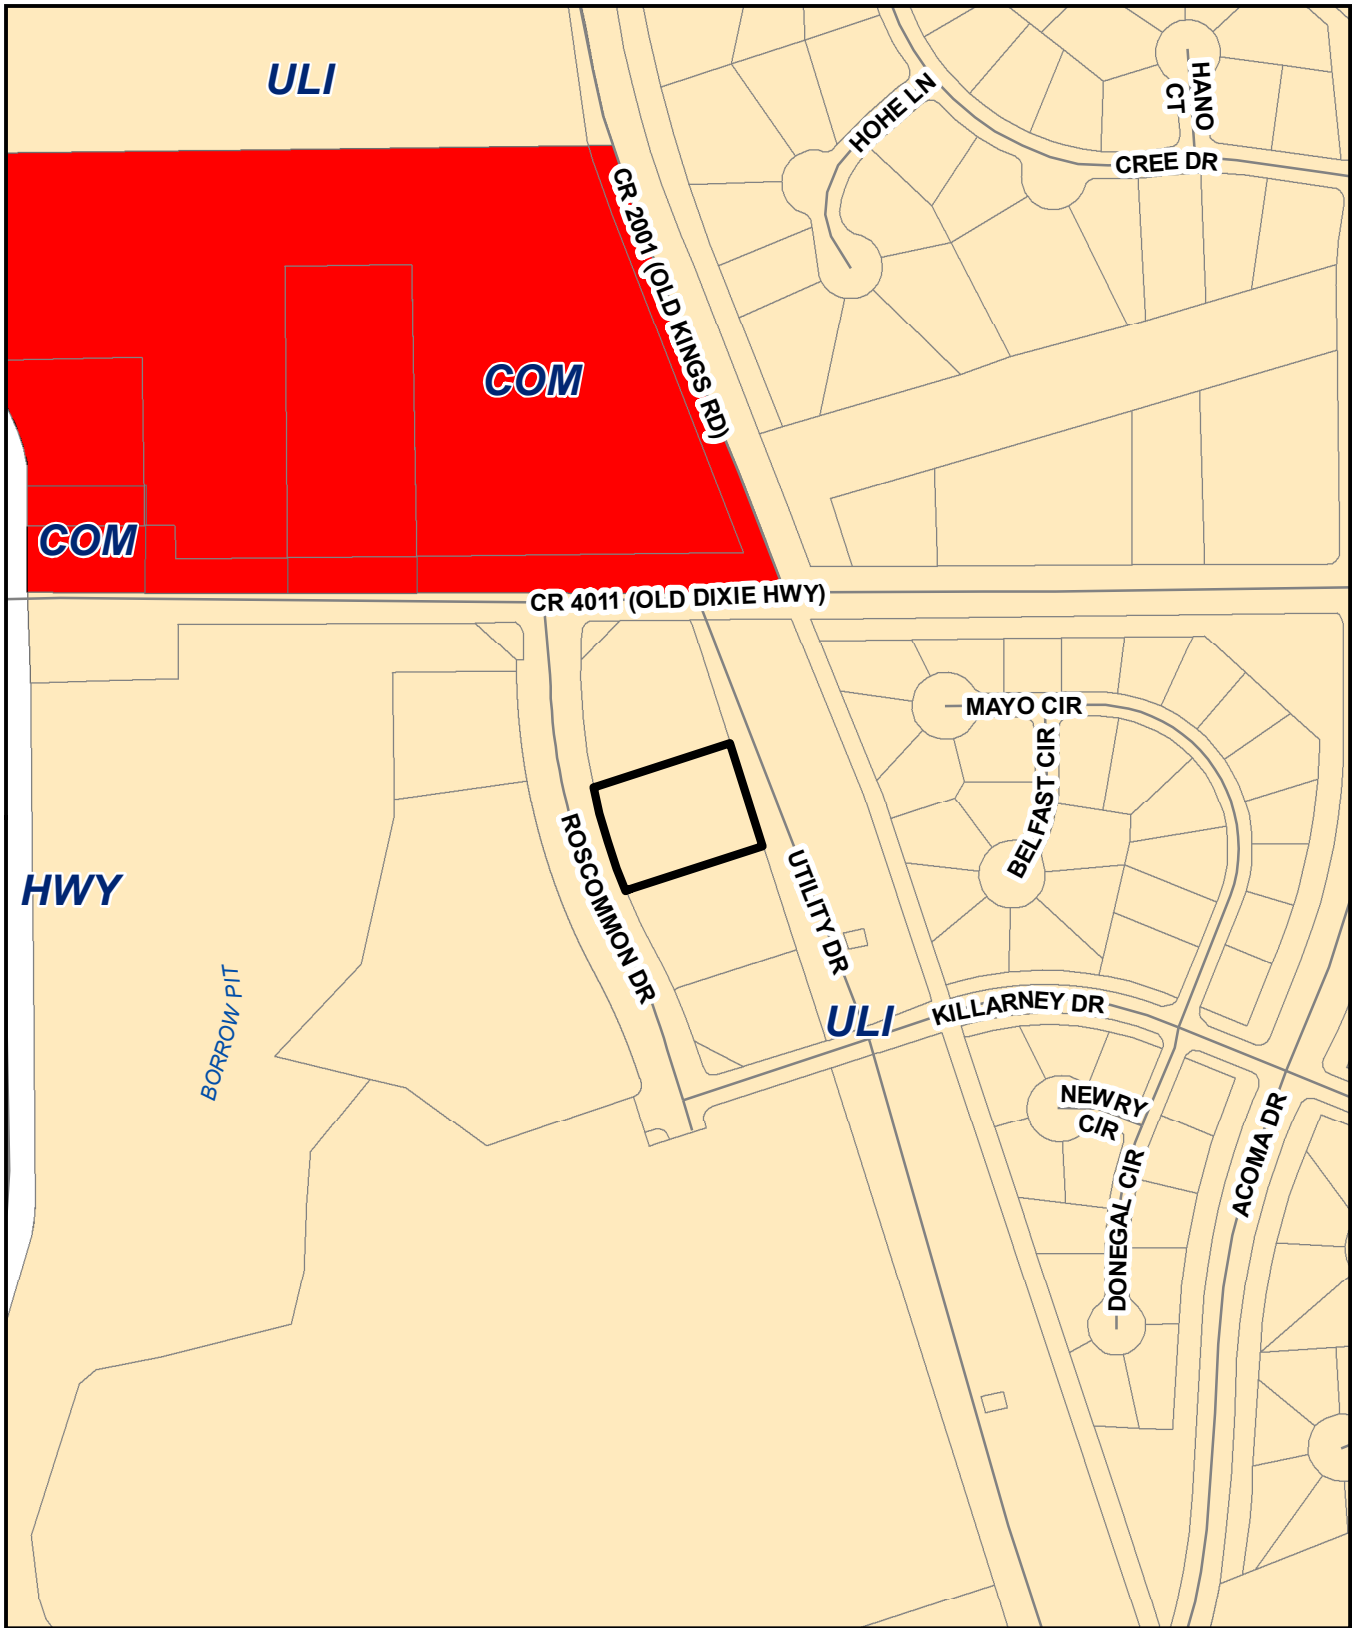 ULI
HOHE LN
HANO
CT
CREE DR
CR 2001 (OLD KINGS RD)
COM
COM
CR 4011 (OLD DIXIE HWY)
MAYO CIR
BELFAST CIR
ROSCOMMON DR
UTILITY DR
HWY
BORROW PIT
ULI
KILLARNEY DR
NEWRY
CIR
DONEGAL CIR
ACOMA DR